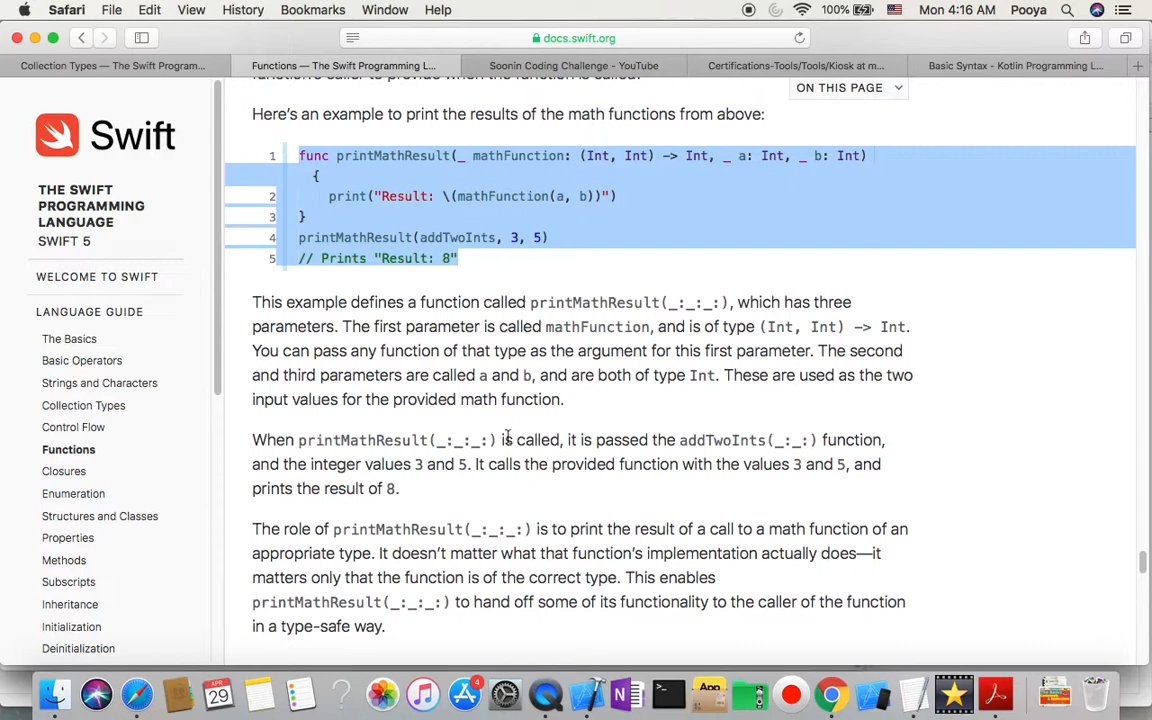 Safari File Edit View History Bookmarks Window Help 100% Mon 4:16 AM Pooya
docs.swift.org
Collection Types — The Swift Program... Functions — The Swift Programming L... Soonin Coding Challenge - YouTube Certifications-Tools/Tools/Kiosk at m... Basic Syntax - Kotlin Programming L...
Swift
THE SWIFT
PROGRAMMING
LANGUAGE
SWIFT 5
WELCOME TO SWIFT
LANGUAGE GUIDE
The Basics
Basic Operators
Strings and Characters
Collection Types
Control Flow
Functions
Closures
Enumeration
Structures and Classes
Properties
Methods
Subscripts
Inheritance
Initialization
Deinitialization
function's caller to provide when the function is called.
ON THIS PAGE
Here's an example to print the results of the math functions from above:
1 func printMathResult(_ mathFunction: (Int, Int) -> Int, _ a: Int, _ b: Int)
{
2 print("Result: \(mathFunction(a, b))")
3 }
4 printMathResult(addTwoInts, 3, 5)
5 // Prints "Result: 8"
This example defines a function called printMathResult(_:_:_:), which has three
parameters. The first parameter is called mathFunction, and is of type (Int, Int) -> Int.
You can pass any function of that type as the argument for this first parameter. The second
and third parameters are called a and b, and are both of type Int. These are used as the two
input values for the provided math function.
When printMathResult(_:_:_:) is called, it is passed the addTwoInts(_:_:) function,
and the integer values 3 and 5. It calls the provided function with the values 3 and 5, and
prints the result of 8.
The role of printMathResult(_:_:_:) is to print the result of a call to a math function of an
appropriate type. It doesn't matter what that function's implementation actually does—it
matters only that the function is of the correct type. This enables
printMathResult(_:_:_:) to hand off some of its functionality to the caller of the function
in a type-safe way.
APR
29
4
App